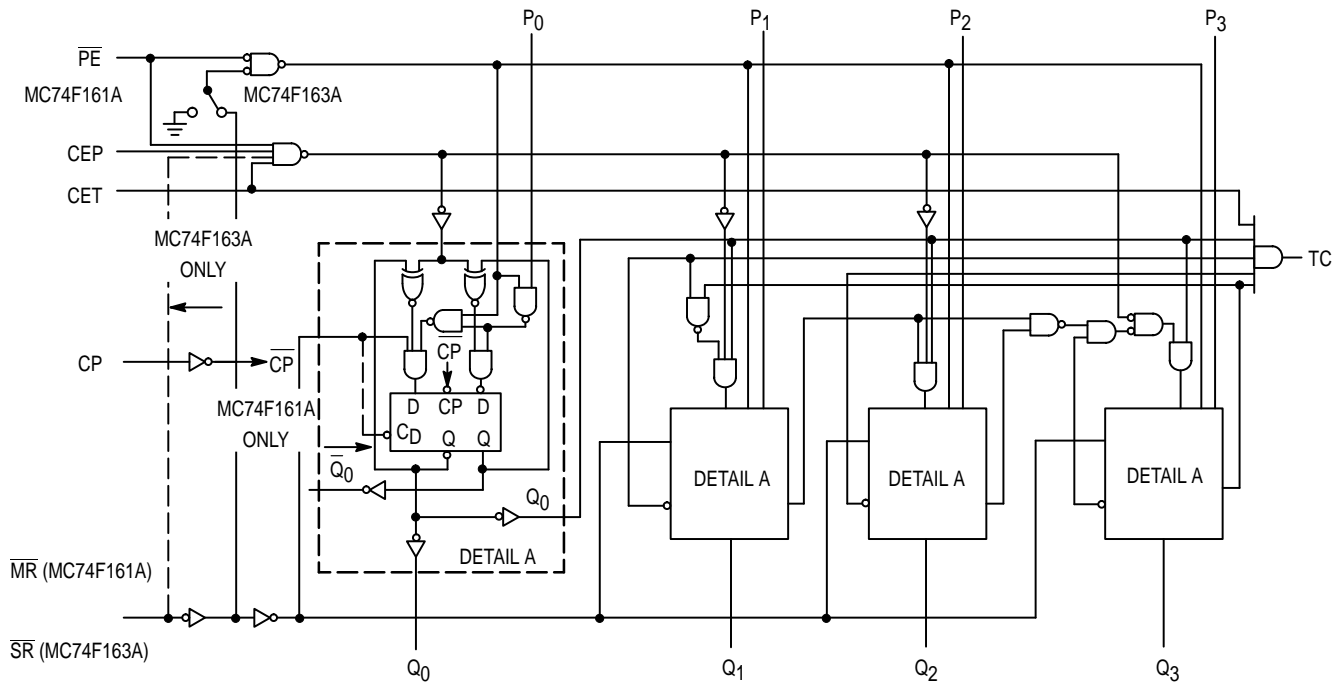 P0 P1 P2 P3
PE
MC74F161A MC74F163A
CEP
CET
MC74F163A
ONLY
TC
CP CP CP
MC74F161A
ONLY
D CP D
CD Q Q
Q0
Q0
DETAIL A
DETAIL A
DETAIL A
DETAIL A
MR (MC74F161A)
SR (MC74F163A)
Q0 Q1 Q2 Q3